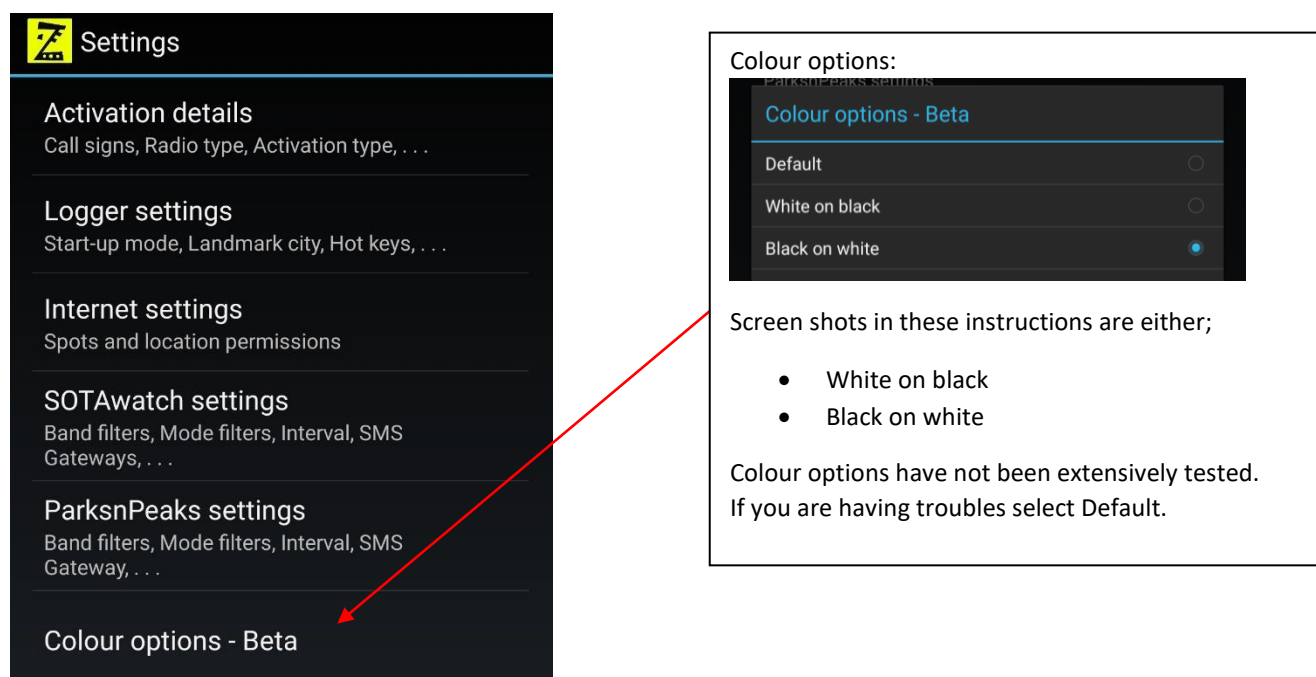 Settings
Activation details
Call signs, Radio type, Activation type, . . .
Logger settings
Start-up mode, Landmark city, Hot keys, . . .
Internet settings
Spots and location permissions
SOTAwatch settings
Band filters, Mode filters, Interval, SMS
Gateways, . . .
ParksnPeaks settings
Band filters, Mode filters, Interval, SMS
Gateway, . . .
Colour options - Beta
Colour options:
ParksnPeaks settings
Colour options - Beta
Default
White on black
Black on white
Screen shots in these instructions are either;
• White on black
• Black on white
Colour options have not been extensively tested.
If you are having troubles select Default.